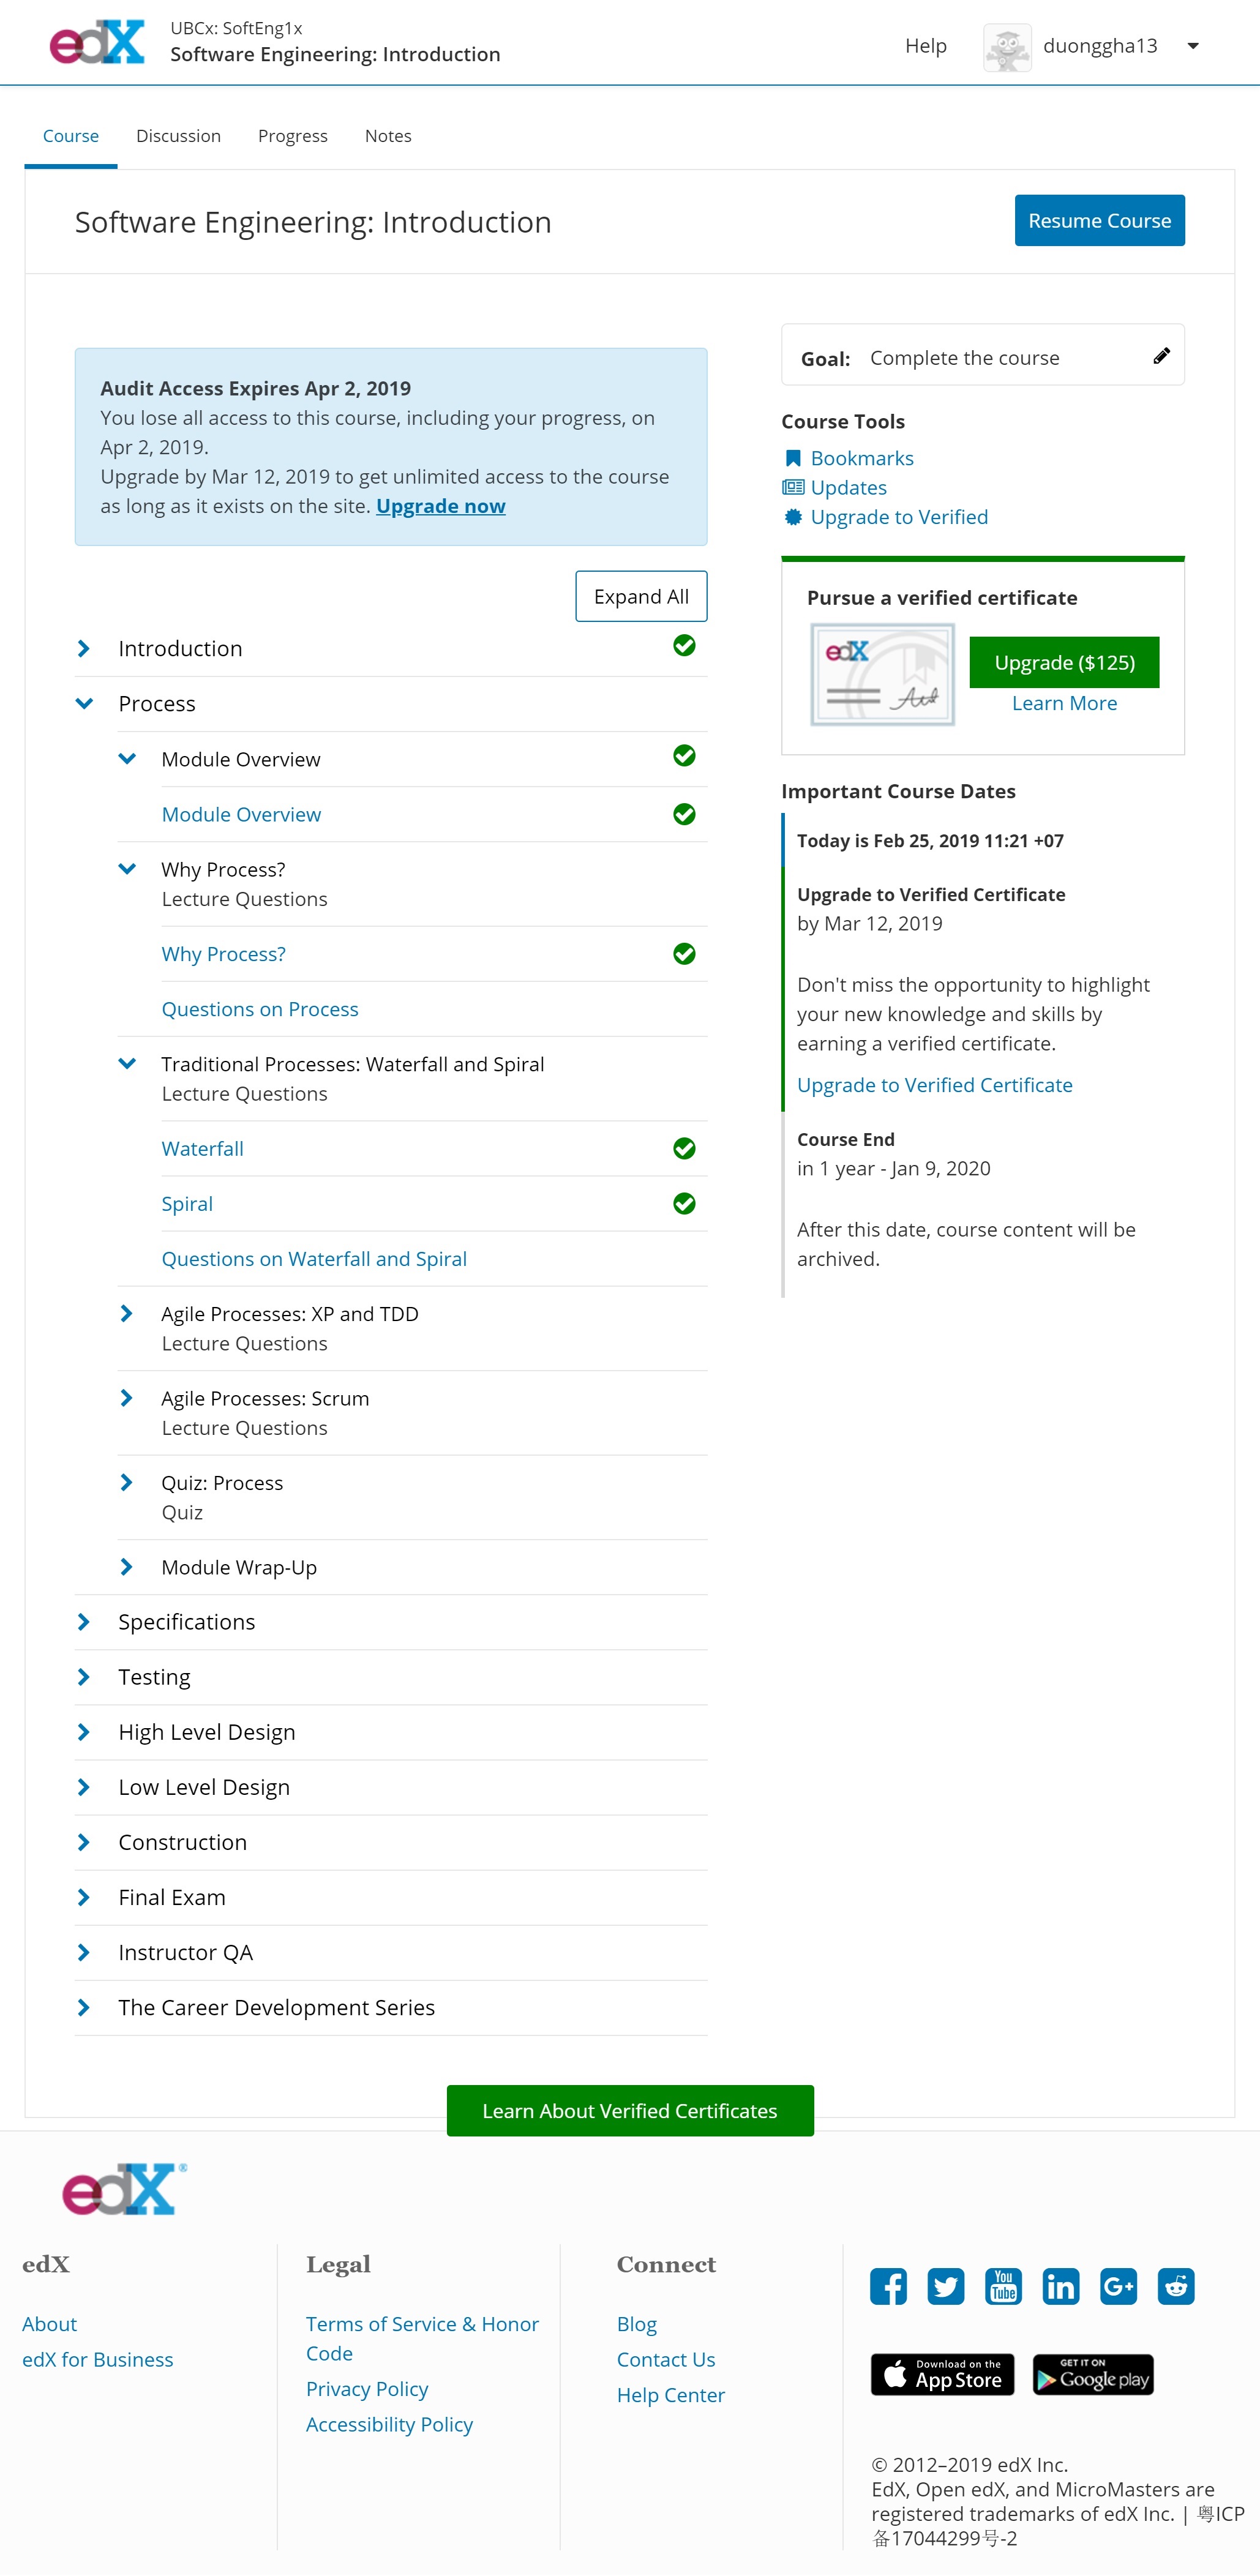 edX
UBCx: SoftEng1x
Software Engineering: Introduction
Help
duonggha13
Course
Discussion
Progress
Notes
Software Engineering: Introduction
Resume Course
Audit Access Expires Apr 2, 2019
You lose all access to this course, including your progress, on
Apr 2, 2019.
Upgrade by Mar 12, 2019 to get unlimited access to the course
as long as it exists on the site. Upgrade now
Expand All
Introduction
Process
Module Overview
Module Overview
Why Process?
Lecture Questions
Why Process?
Questions on Process
Traditional Processes: Waterfall and Spiral
Lecture Questions
Waterfall
Spiral
Questions on Waterfall and Spiral
Agile Processes: XP and TDD
Lecture Questions
Agile Processes: Scrum
Lecture Questions
Quiz: Process
Quiz
Module Wrap-Up
Specifications
Testing
High Level Design
Low Level Design
Construction
Final Exam
Instructor QA
The Career Development Series
Goal: Complete the course
Course Tools
Bookmarks
Updates
Upgrade to Verified
Pursue a verified certificate
edX
Upgrade ($125)
Learn More
Important Course Dates
Today is Feb 25, 2019 11:21 +07
Upgrade to Verified Certificate
by Mar 12, 2019
Don't miss the opportunity to highlight
your new knowledge and skills by
earning a verified certificate.
Upgrade to Verified Certificate
Course End
in 1 year - Jan 9, 2020
After this date, course content will be
archived.
Learn About Verified Certificates
edX®
edX
About
edX for Business
Legal
Terms of Service & Honor
Code
Privacy Policy
Accessibility Policy
Connect
Blog
Contact Us
Help Center
You
Tube
in
G+
Download on the
App Store
GET IT ON
Google play
© 2012–2019 edX Inc.
EdX, Open edX, and MicroMasters are
registered trademarks of edX Inc. | 粤ICP
备17044299号-2